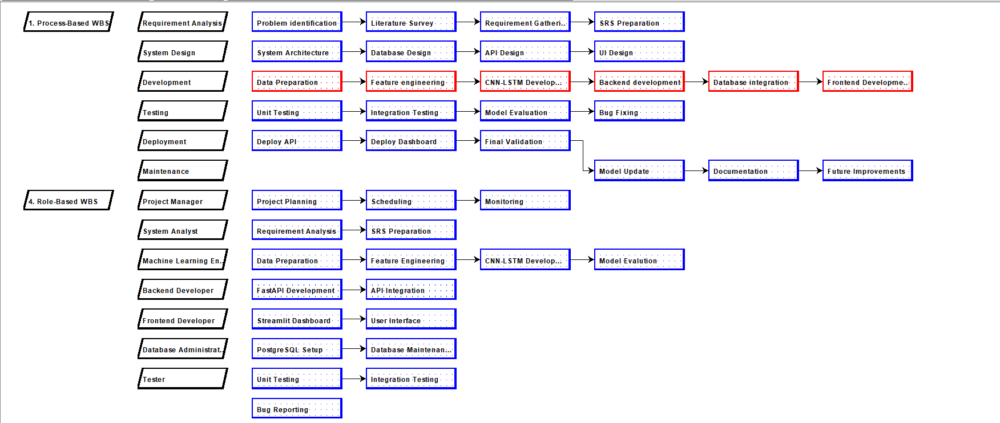 1. Process-Based WBS
Requirement Analysis
Problem identification
Literature Survey
Requirement Gatheri..
SRS Preparation
System Design
System Architecture
Database Design
API Design
UI Design
Development
Data Preparation
Feature engineering
CNN-LSTM Develop...
Backend development
Database integration
Frontend Developme..
Testing
Unit Testing
Integration Testing
Model Evaluation
Bug Fixing
Deployment
Deploy API
Deploy Dashboard
Final Validation
Maintenance
Model Update
Documentation
Future Improvements
4. Role-Based WBS
Project Manager
Project Planning
Scheduling
Monitoring
System Analyst
Requirement Analysis
SRS Preparation
Machine Learning En..
Data Preparation
Feature Engineering
CNN-LSTM Develop...
Model Evalution
Backend Developer
FastAPI Development
API Integration
Frontend Developer
Streamlit Dashboard
User Interface
Database Administrat..
PostgreSQL Setup
Database Maintenan...
Tester
Unit Testing
Integration Testing
Bug Reporting